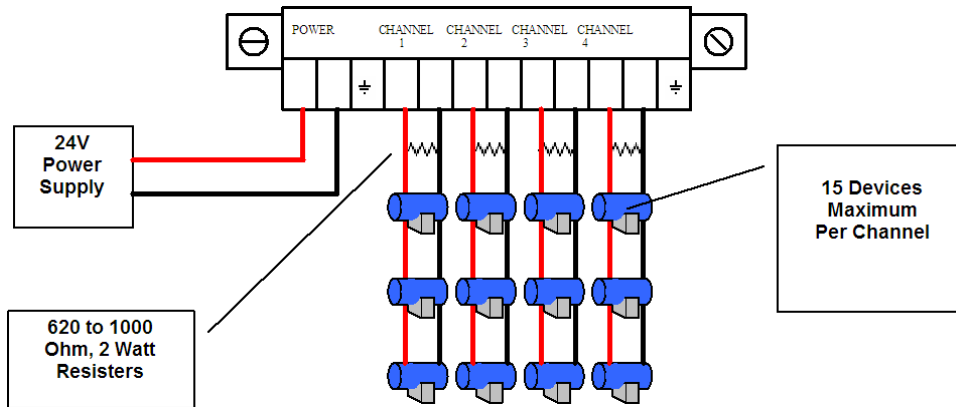 POWER CHANNEL CHANNEL CHANNEL CHANNEL
1 2 3 4
24V
Power
Supply
15 Devices
Maximum
Per Channel
620 to 1000
Ohm, 2 Watt
Resisters